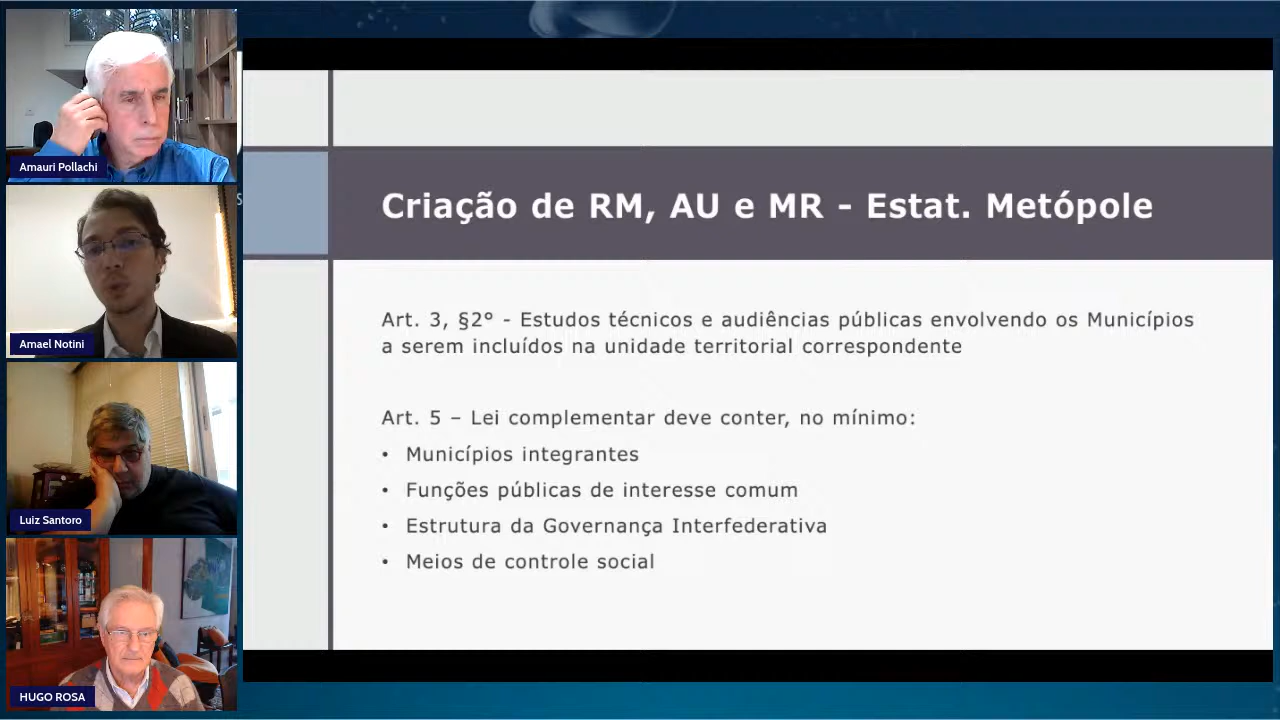 Amauri Pollachi
Amael Notini
Luiz Santoro
HUGO ROSA
Criação de RM, AU e MR - Estat. Metópole
Art. 3, §2° - Estudos técnicos e audiências públicas envolvendo os Municípios
a serem incluídos na unidade territorial correspondente
Art. 5 – Lei complementar deve conter, no mínimo:
• Municípios integrantes
• Funções públicas de interesse comum
• Estrutura da Governança Interfederativa
• Meios de controle social